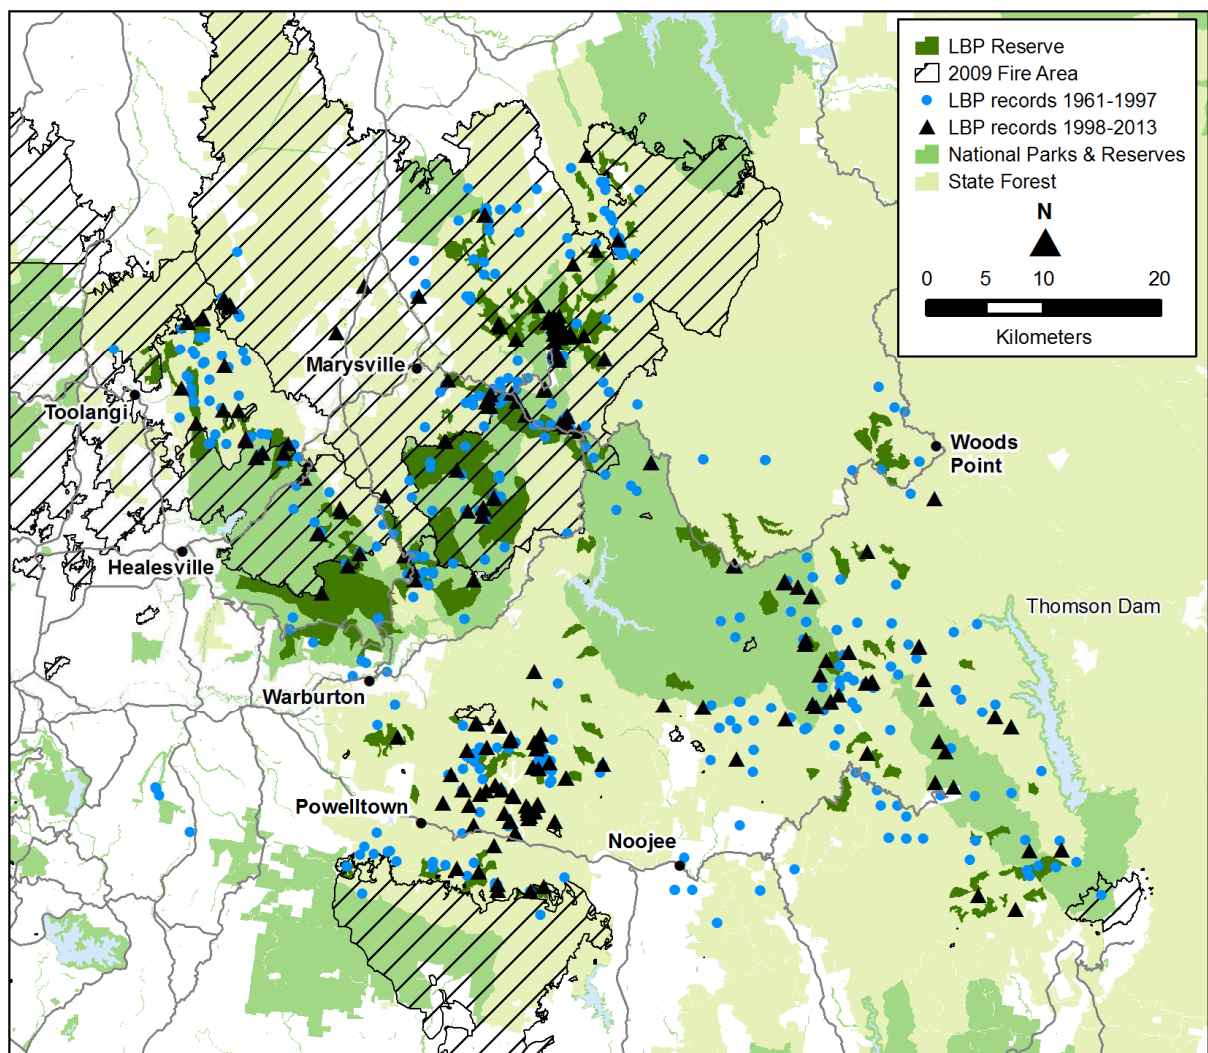 LBP Reserve
2009 Fire Area
LBP records 1961-1997
LBP records 1998-2013
National Parks & Reserves
State Forest
N
0 5 10 20
Kilometers
Marysville
Toolangi
Woods
Point
Healesville
Thomson Dam
Warburton
Powelltown
Noojee